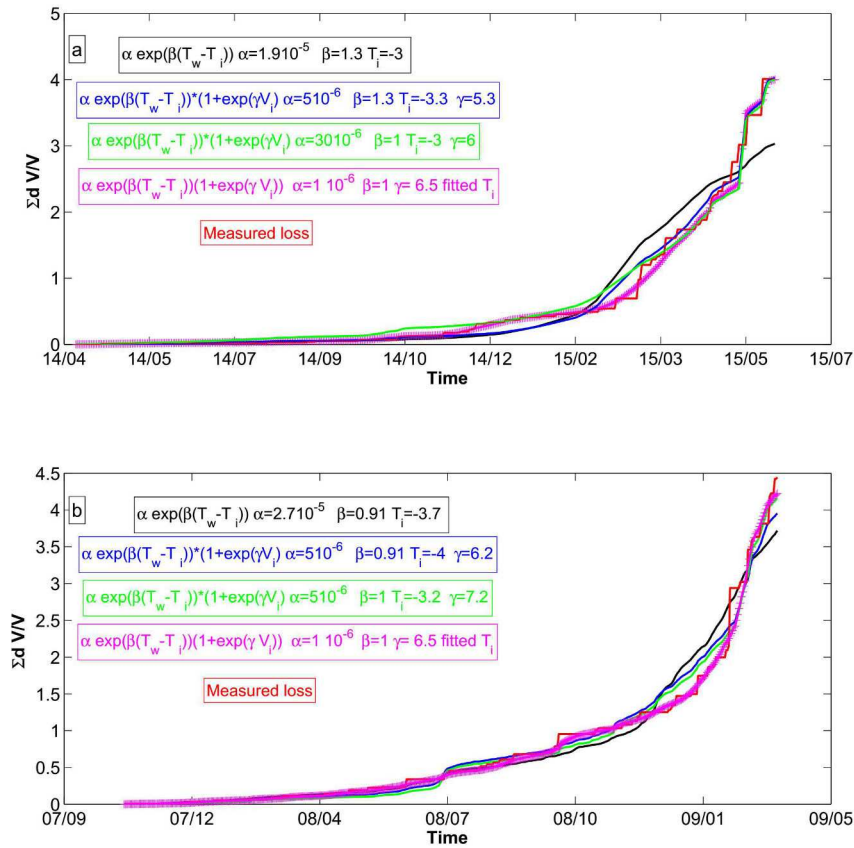 a
α exp(β(T_w-T_i)) α=1.910^-5 β=1.3 T_i=-3
α exp(β(T_w-T_i))*(1+exp(γV_i) α=510^-6 β=1.3 T_i=-3.3 γ=5.3
α exp(β(T_w-T_i))*(1+exp(γV_i) α=3010^-6 β=1 T_i=-3 γ=6
α exp(β(T_w-T_i))(1+exp(γ V_i)) α=1 10^-6 β=1 γ= 6.5 fitted T_i
Measured loss
Σd V/V
5
4
3
2
1
0
14/04 14/05 14/07 14/09 14/10 14/12 15/02 15/03 15/05 15/07
Time
b
α exp(β(T_w-T_i)) α=2.710^-5 β=0.91 T_i=-3.7
α exp(β(T_w-T_i))*(1+exp(γV_i) α=510^-6 β=0.91 T_i=-4 γ=6.2
α exp(β(T_w-T_i))*(1+exp(γV_i) α=510^-6 β=1 T_i=-3.2 γ=7.2
α exp(β(T_w-T_i))(1+exp(γ V_i)) α=1 10^-6 β=1 γ= 6.5 fitted T_i
Measured loss
Σd V/V
4.5
4
3.5
3
2.5
2
1.5
1
0.5
0
07/09 07/12 08/04 08/07 08/10 09/01 09/05
Time